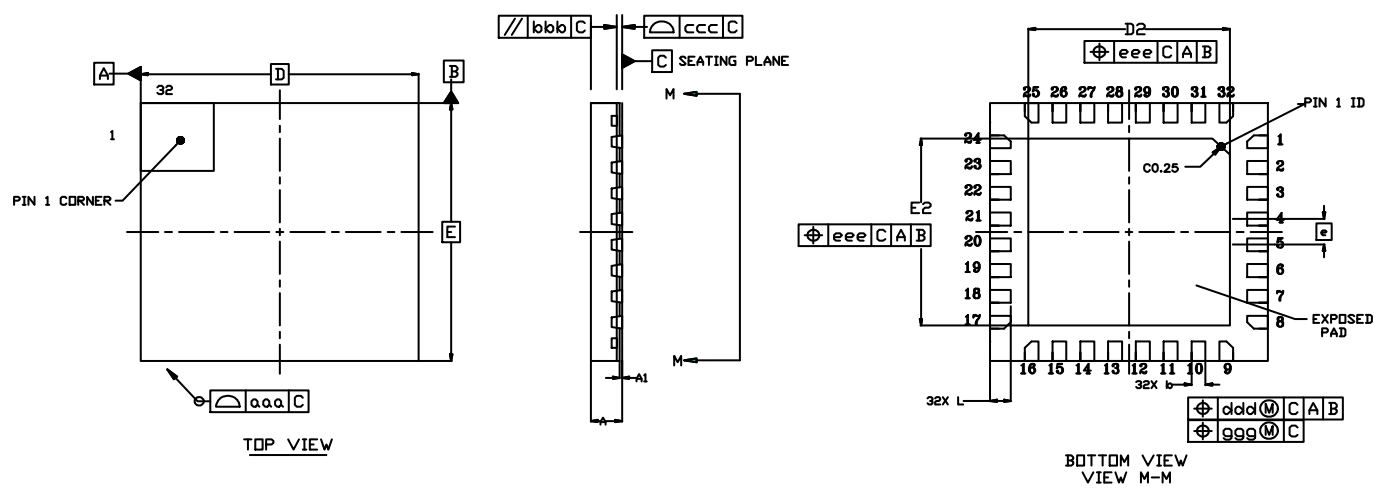 A
D
B
32
1
PIN 1 CORNER
E
aaa C
TOP VIEW
// bbb C
ccc C
C SEATING PLANE
M
M
A1
A
D2
eee C A B
25 26 27 28 29 30 31 32
PIN 1 ID
24
23
22
21
20
19
18
17
1
2
3
4
5
6
7
8
C0.25
E2
eee C A B
e
EXPOSED
PAD
16 15 14 13 12 11 10 9
32X b
32X L
ddd Ⓜ C A B
ggg Ⓜ C
BOTTOM VIEW
VIEW M-M